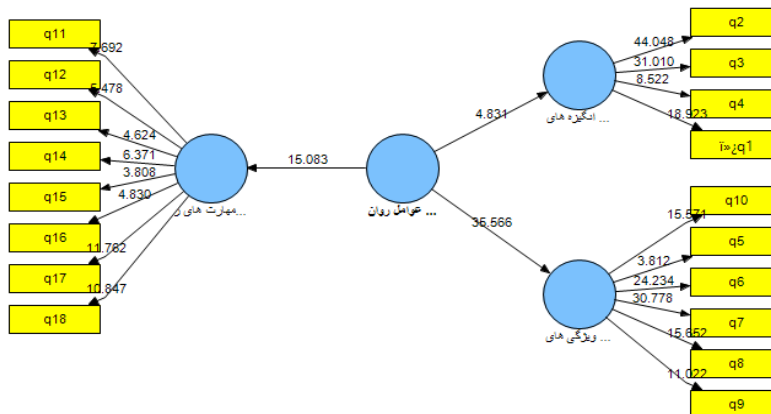 q11
7.692
q12
5.478
q13
4.624
q14
6.371
q15
3.808
q16
4.830
q17
11.762
q18
10.847
مهارت های ر...
15.083
عوامل روان ...
4.831
35.566
انگیزه های ...
44.048
q2
31.010
q3
8.522
q4
18.923
ï»¿q1
ویژگی های ...
15.571
q10
3.812
q5
24.234
q6
30.778
q7
15.652
q8
11.022
q9